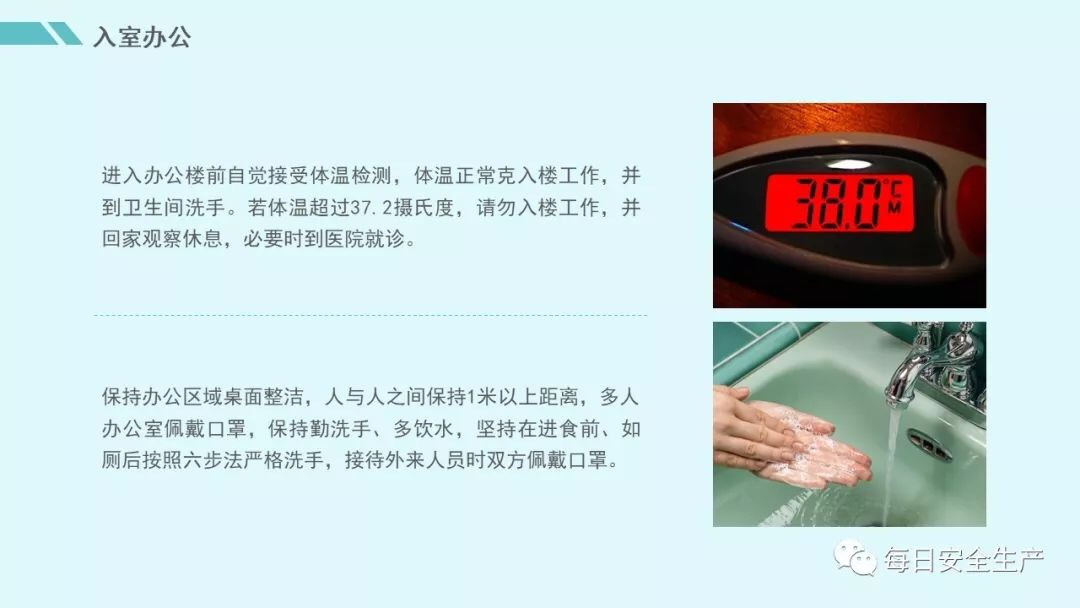 入室办公
进入办公楼前自觉接受体温检测，体温正常克入楼工作，并
到卫生间洗手。若体温超过37.2摄氏度，请勿入楼工作，并
回家观察休息，必要时到医院就诊。
38.0°C
M
保持办公区域桌面整洁，人与人之间保持1米以上距离，多人
办公室佩戴口罩，保持勤洗手、多饮水，坚持在进食前、如
厕后按照六步法严格洗手，接待外来人员时双方佩戴口罩。
每日安全生产